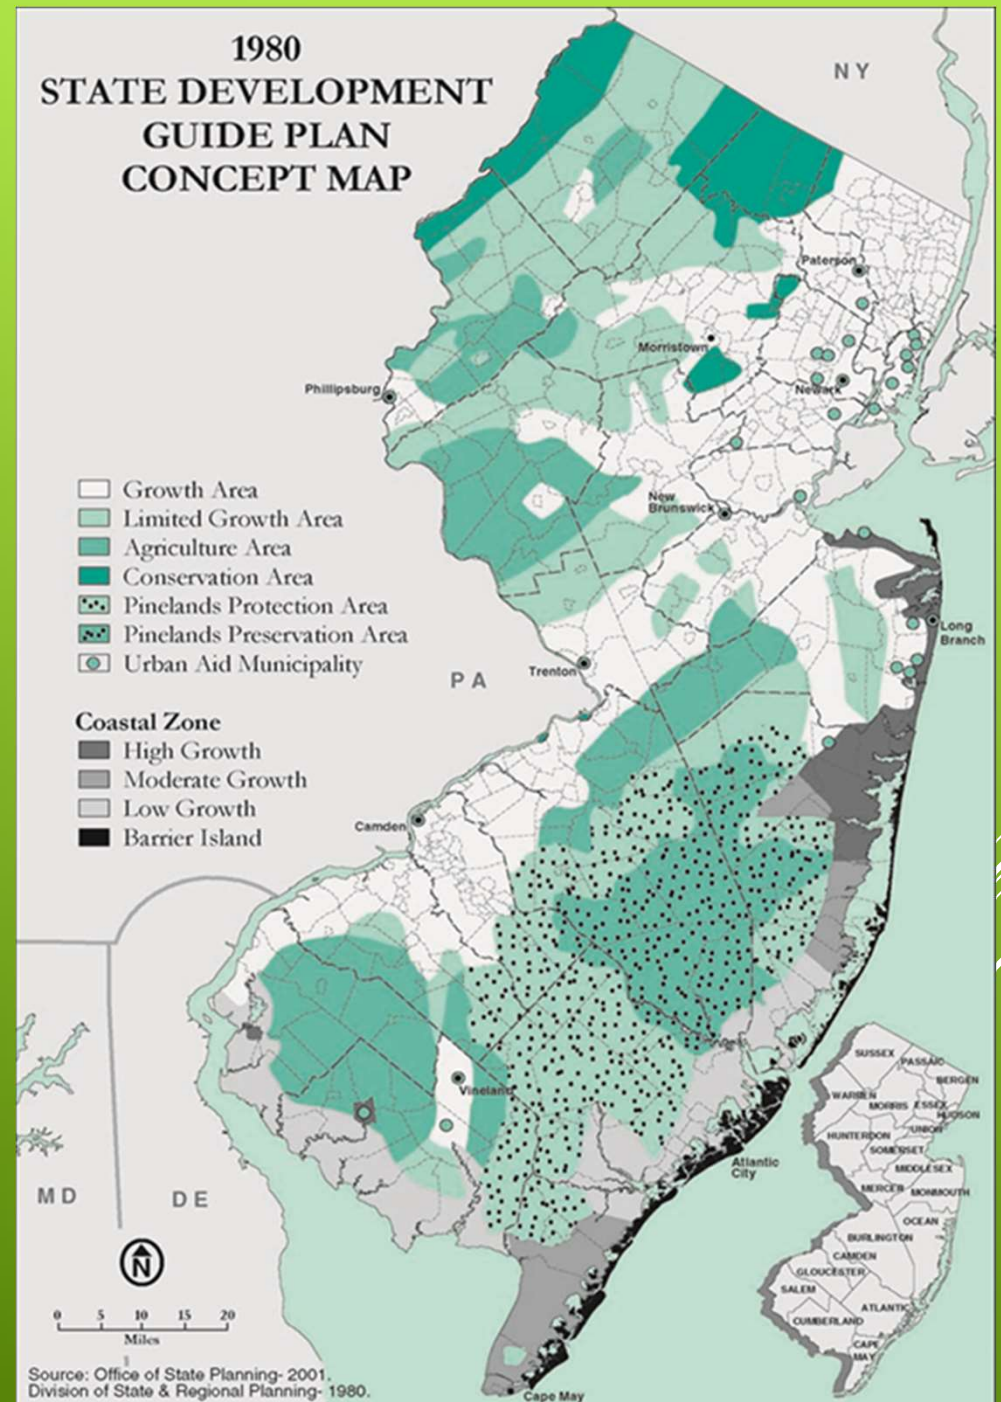 1980
STATE DEVELOPMENT
GUIDE PLAN
CONCEPT MAP
NY
Paterson
Morristown
Phillipsburg
Newark
Growth Area
Limited Growth Area
Agriculture Area
Conservation Area
Pinelands Protection Area
Pinelands Preservation Area
Urban Aid Municipality
New
Brunswick
Long
Branch
Trenton
PA
Coastal Zone
High Growth
Moderate Growth
Low Growth
Barrier Island
Camden
Vineland
Atlantic
City
MD
DE
N
0 5 10 15 20
Miles
SUSSEX
PASSAIC
BERGEN
WARREN
MORRIS
ESSEX
HUDSON
UNION
HUNTERDON
SOMERSET
MIDDLESEX
MERCER
MONMOUTH
OCEAN
BURLINGTON
CAMDEN
GLOUCESTER
SALEM
ATLANTIC
CUMBERLAND
CAPE
MAY
Source: Office of State Planning- 2001.
Division of State & Regional Planning- 1980.
Cape May